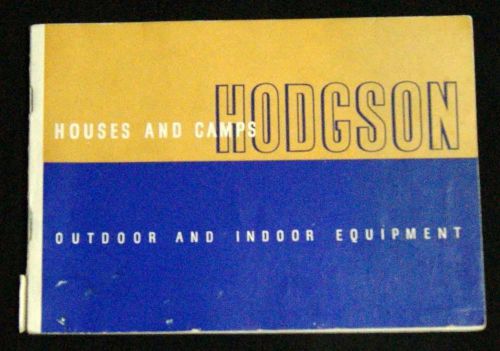 HODGSON
HOUSES AND CAMPS
OUTDOOR AND INDOOR EQUIPMENT